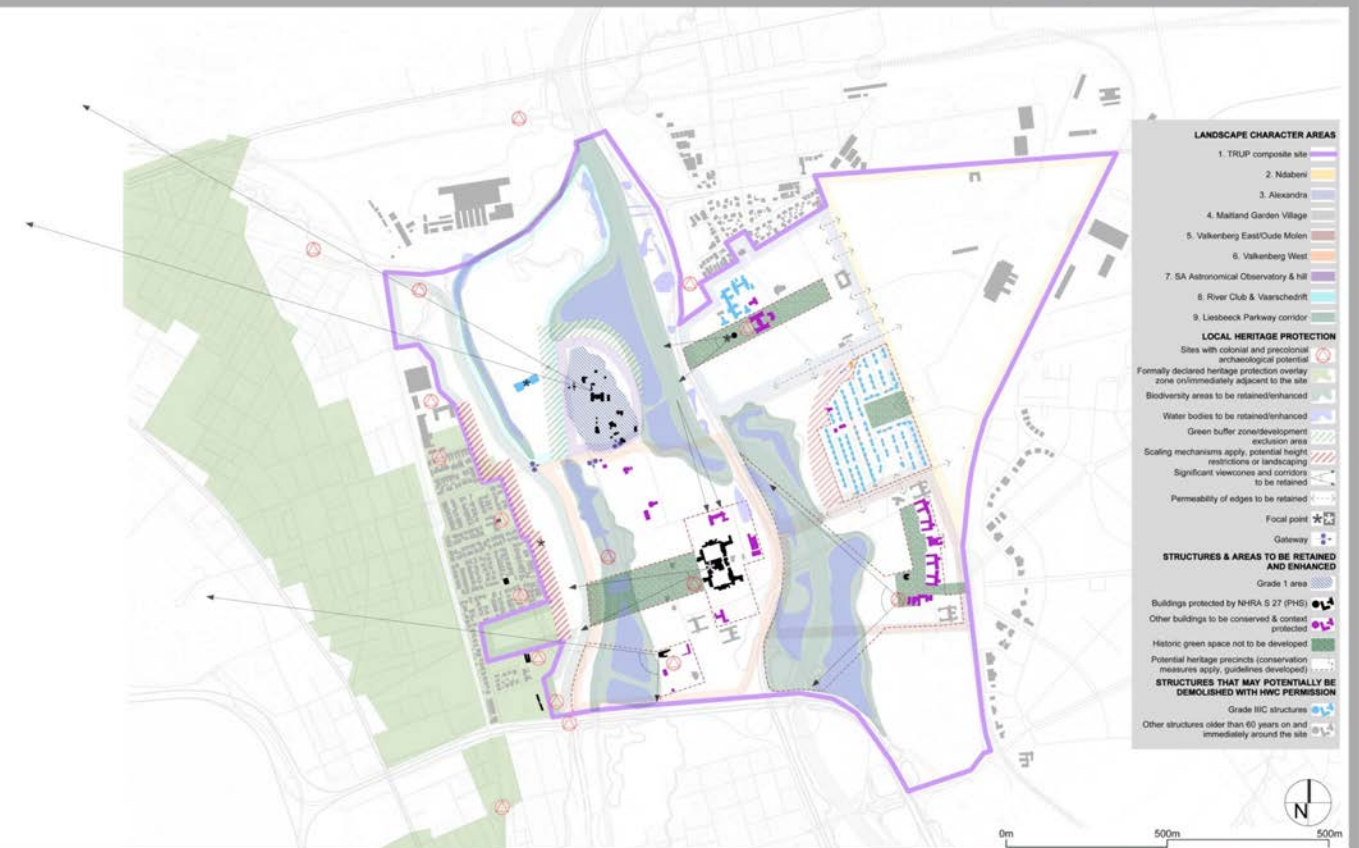 LANDSCAPE CHARACTER AREAS
1. TRUP composite site
2. Ndabeni
3. Alexandra
4. Maitland Garden Village
5. Valkenberg East/Oude Molen
6. Valkenberg West
7. SA Astronomical Observatory & hill
8. River Club & Vaarschedrift
9. Liesbeeck Parkway corridor
LOCAL HERITAGE PROTECTION
Sites with colonial and precolonial
archaeological potential
Formally declared heritage protection overlay
zone on/immediately adjacent to the site
Biodiversity areas to be retained/enhanced
Water bodies to be retained/enhanced
Green buffer zone/development
exclusion area
Scaling mechanisms apply, potential height
restrictions or landscaping
Significant viewcones and corridors
to be retained
Permeability of edges to be retained
Focal point
Gateway
STRUCTURES & AREAS TO BE RETAINED
AND ENHANCED
Grade 1 area
Buildings protected by NHRA S 27 (PHS)
Other buildings to be conserved & context
protected
Historic green space not to be developed
Potential heritage precincts (conservation
measures apply, guidelines developed)
STRUCTURES THAT MAY POTENTIALLY BE
DEMOLISHED WITH HWC PERMISSION
Grade IIIC structures
Other structures older than 60 years on and
immediately around the site
N
0m 500m 500m